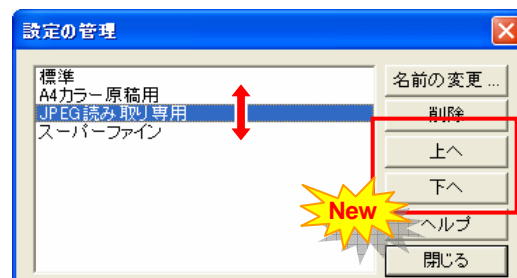 設定の管理
標準
A4カラー原稿用
JPEG読み取り専用
スーパーファイン
名前の変更 ...
削除
上へ
下へ
New
ヘルプ
閉じる